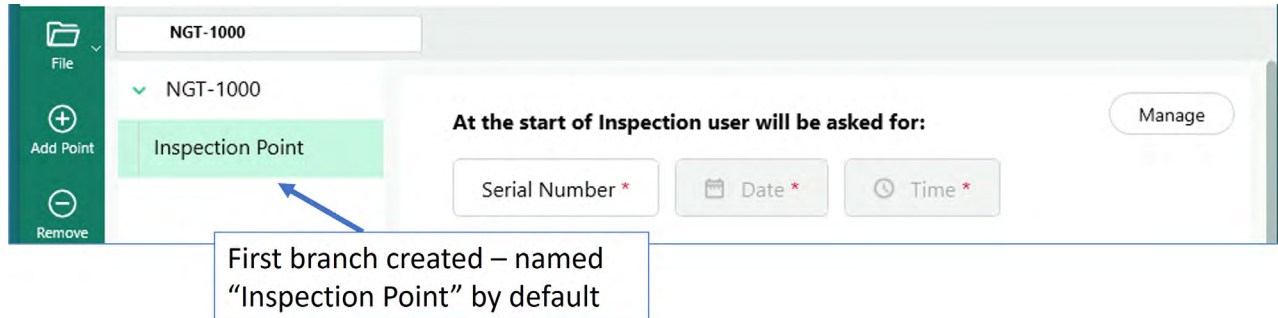 File
Add Point
Remove
NGT-1000
NGT-1000
Inspection Point
At the start of Inspection user will be asked for:
Manage
Serial Number *
Date *
Time *
First branch created – named
“Inspection Point” by default